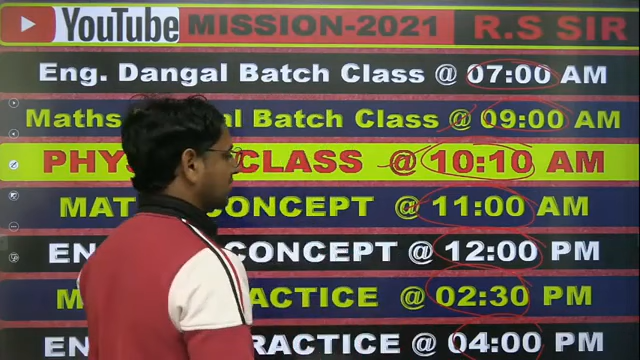 YouTube MISSION-2021 R.S SIR
Eng. Dangal Batch Class @ 07:00 AM
Maths Batch Class @ 09:00 AM
CLASS @ 10:10 AM
CONCEPT @ 11:00 AM
CONCEPT @ 12:00 PM
@ 02:30 PM
@ 04:00 PM